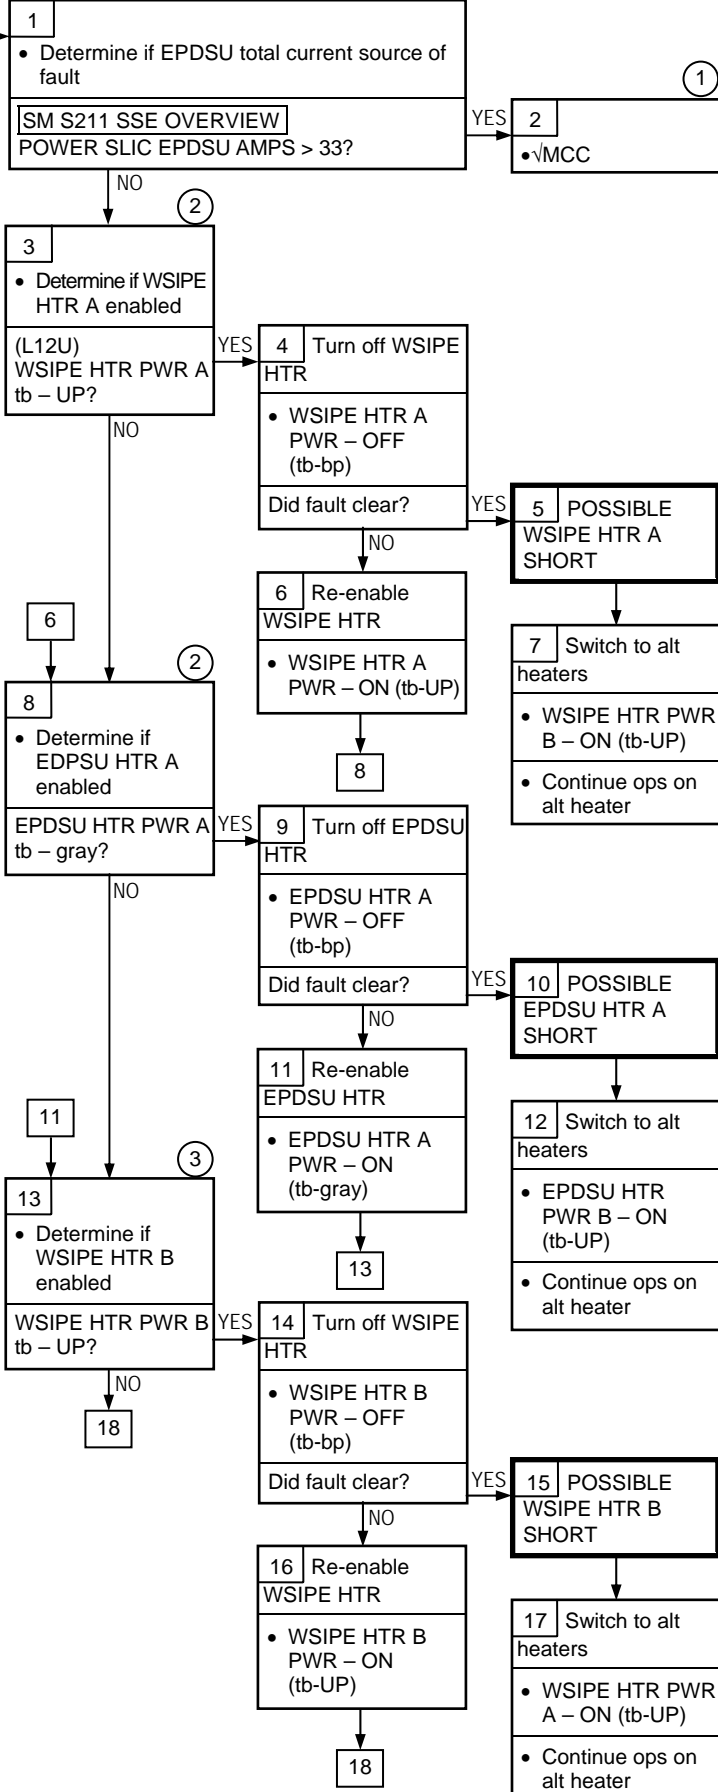 1
• Determine if EPDSU total current source of
fault
SM S211 SSE OVERVIEW
POWER SLIC EPDSU AMPS > 33?
YES
1
2
•√MCC
NO
2
3
• Determine if WSIPE
HTR A enabled
(L12U)
WSIPE HTR PWR A
tb – UP?
YES
4 Turn off WSIPE
HTR
• WSIPE HTR A
PWR – OFF
(tb-bp)
Did fault clear?
YES
5 POSSIBLE
WSIPE HTR A
SHORT
NO
NO
6 Re-enable
WSIPE HTR
• WSIPE HTR A
PWR – ON (tb-UP)
8
7 Switch to alt
heaters
• WSIPE HTR PWR
B – ON (tb-UP)
• Continue ops on
alt heater
6
2
8
• Determine if
EDPSU HTR A
enabled
EPDSU HTR PWR A
tb – gray?
YES
9 Turn off EPDSU
HTR
• EPDSU HTR A
PWR – OFF
(tb-bp)
Did fault clear?
YES
10 POSSIBLE
EPDSU HTR A
SHORT
NO
NO
11 Re-enable
EPDSU HTR
• EPDSU HTR A
PWR – ON
(tb-gray)
13
12 Switch to alt
heaters
• EPDSU HTR
PWR B – ON
(tb-UP)
• Continue ops on
alt heater
11
3
13
• Determine if
WSIPE HTR B
enabled
WSIPE HTR PWR B
tb – UP?
YES
NO
18
14 Turn off WSIPE
HTR
• WSIPE HTR B
PWR – OFF
(tb-bp)
Did fault clear?
YES
15 POSSIBLE
WSIPE HTR B
SHORT
NO
16 Re-enable
WSIPE HTR
• WSIPE HTR B
PWR – ON
(tb-UP)
18
17 Switch to alt
heaters
• WSIPE HTR PWR
A – ON (tb-UP)
• Continue ops on
alt heater